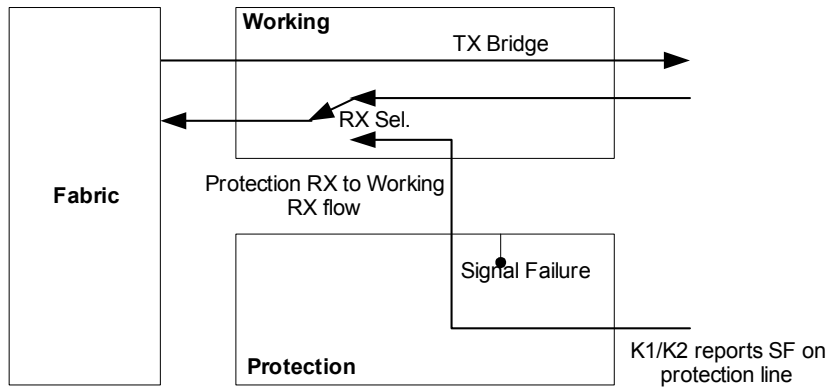 Working
TX Bridge
RX Sel.
Fabric
Protection RX to Working
RX flow
Signal Failure
Protection
K1/K2 reports SF on
protection line